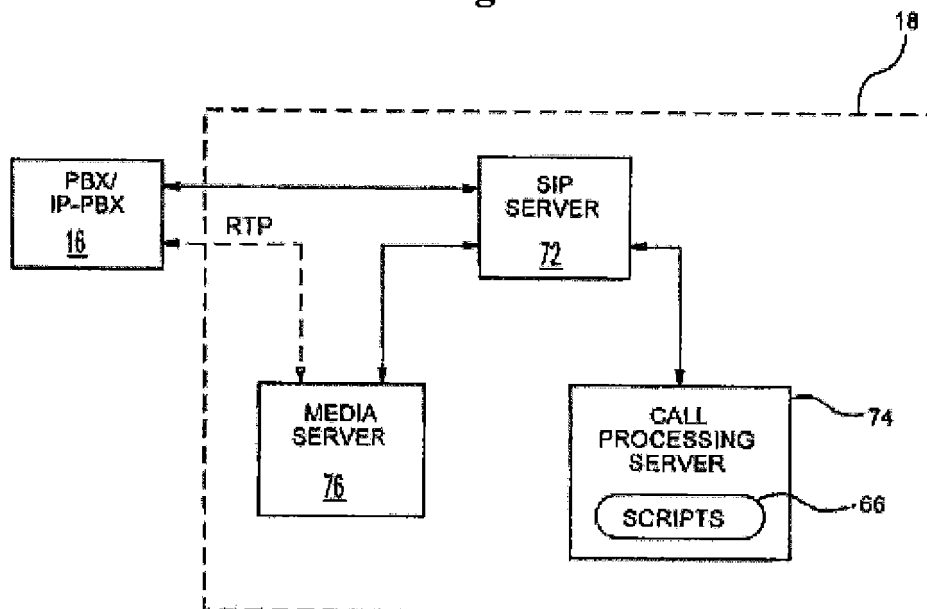 g
18
PBX/
IP-PBX
16
RTP
SIP
SERVER
72
MEDIA
SERVER
76
CALL
PROCESSING
SERVER
74
SCRIPTS
66